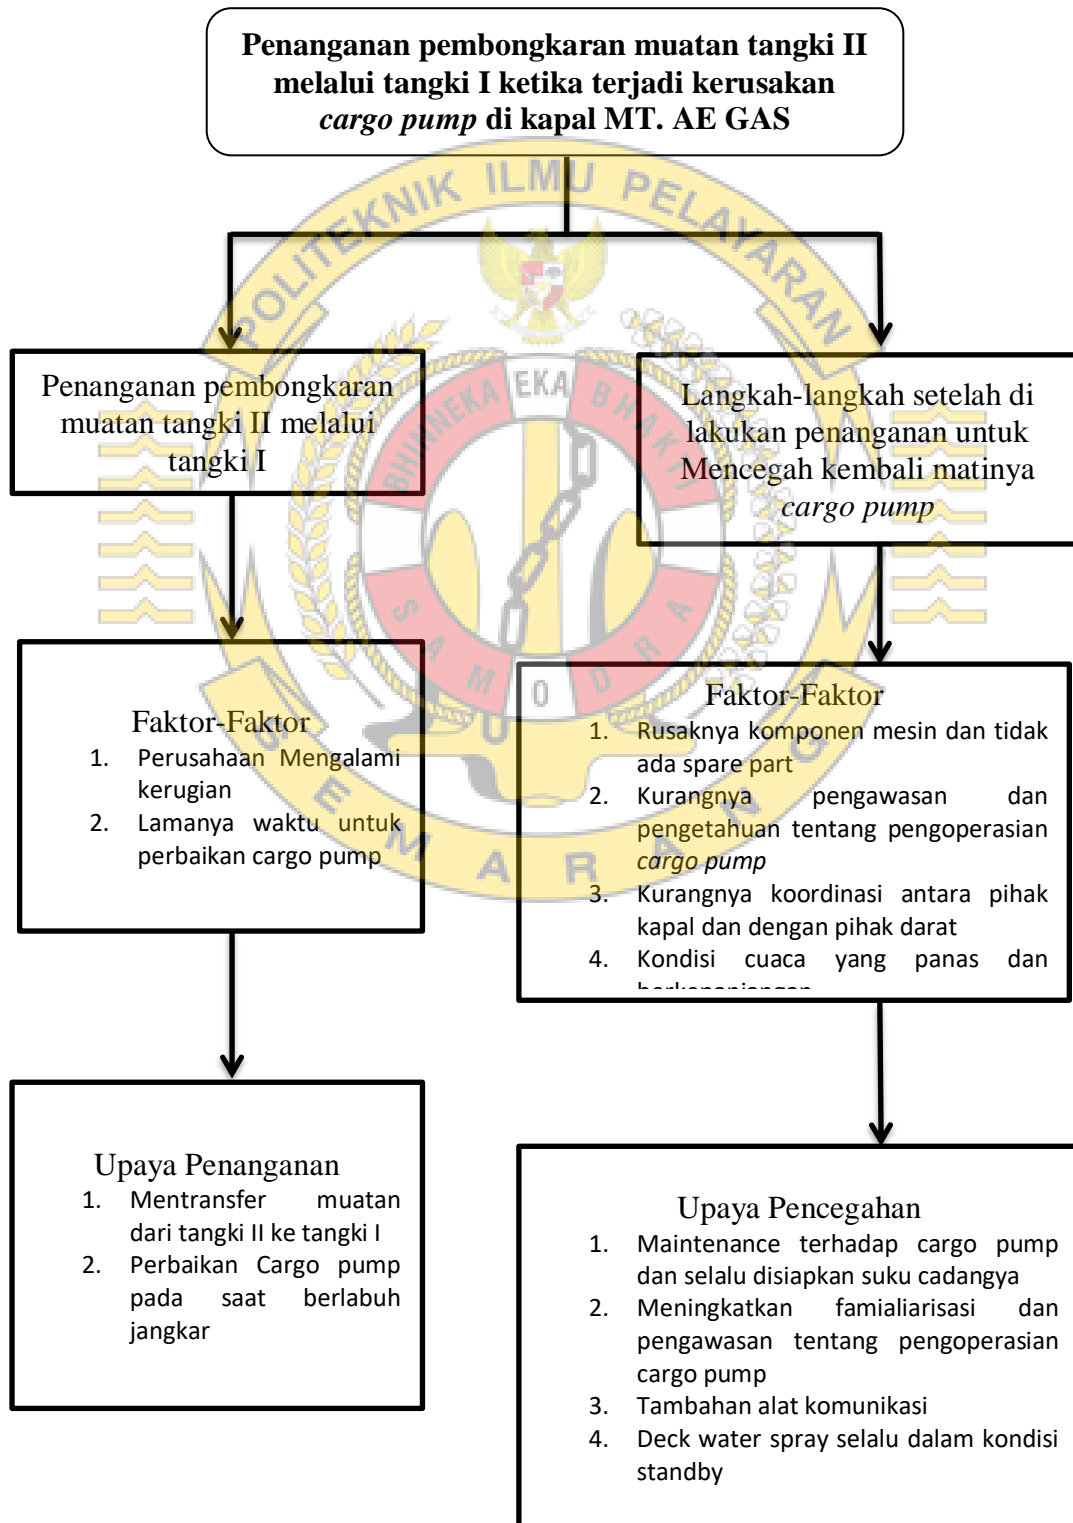 Penanganan pembongkaran muatan tangki II
melalui tangki I ketika terjadi kerusakan
cargo pump di kapal MT. AE GAS
POLITEKNIK ILMU PELAYARAN
Penanganan pembongkaran
muatan tangki II melalui
tangki I
Langkah-langkah setelah di
lakukan penanganan untuk
Mencegah kembali matinya
cargo pump
BHINNEKA EKA BHAKTI
SAMODRA
Faktor-Faktor
1. Perusahaan Mengalami
kerugian
2. Lamanya waktu untuk
perbaikan cargo pump
Faktor-Faktor
1. Rusaknya komponen mesin dan tidak
ada spare part
2. Kurangnya pengawasan dan
pengetahuan tentang pengoperasian
cargo pump
3. Kurangnya koordinasi antara pihak
kapal dan dengan pihak darat
4. Kondisi cuaca yang panas dan
SEMARANG
Upaya Penanganan
1. Mentransfer muatan
dari tangki II ke tangki I
2. Perbaikan Cargo pump
pada saat berlabuh
jangkar
Upaya Pencegahan
1. Maintenance terhadap cargo pump
dan selalu disiapkan suku cadangya
2. Meningkatkan famialiarisasi dan
pengawasan tentang pengoperasian
cargo pump
3. Tambahan alat komunikasi
4. Deck water spray selalu dalam kondisi
standby